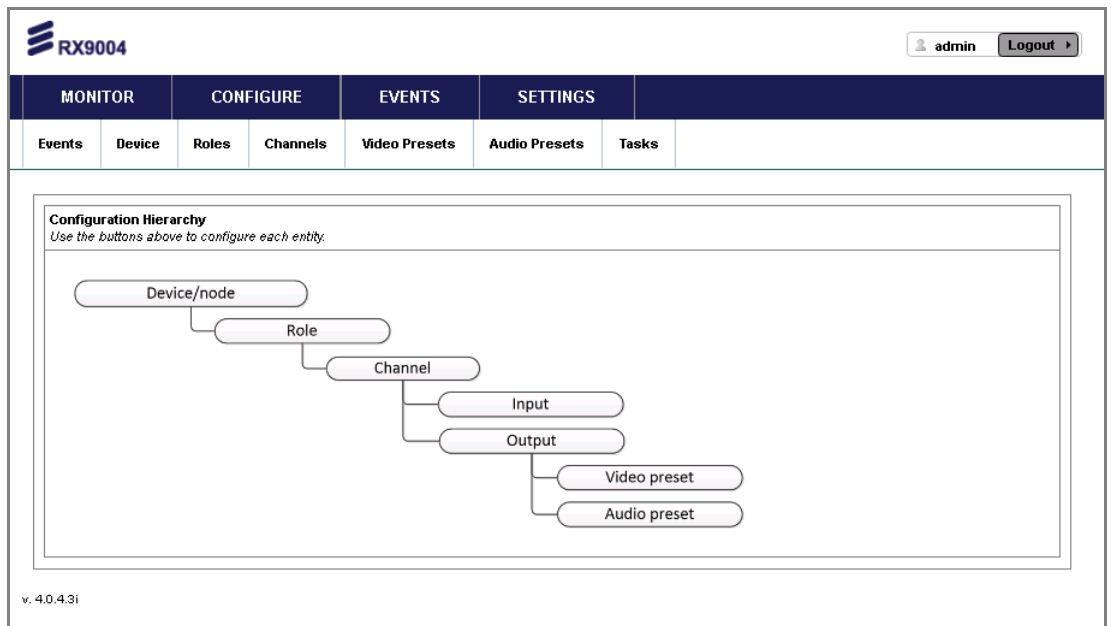 RX9004
admin Logout
MONITOR CONFIGURE EVENTS SETTINGS
Events Device Roles Channels Video Presets Audio Presets Tasks
Configuration Hierarchy
Use the buttons above to configure each entity.
Device/node
Role
Channel
Input
Output
Video preset
Audio preset
v. 4.0.4.3i